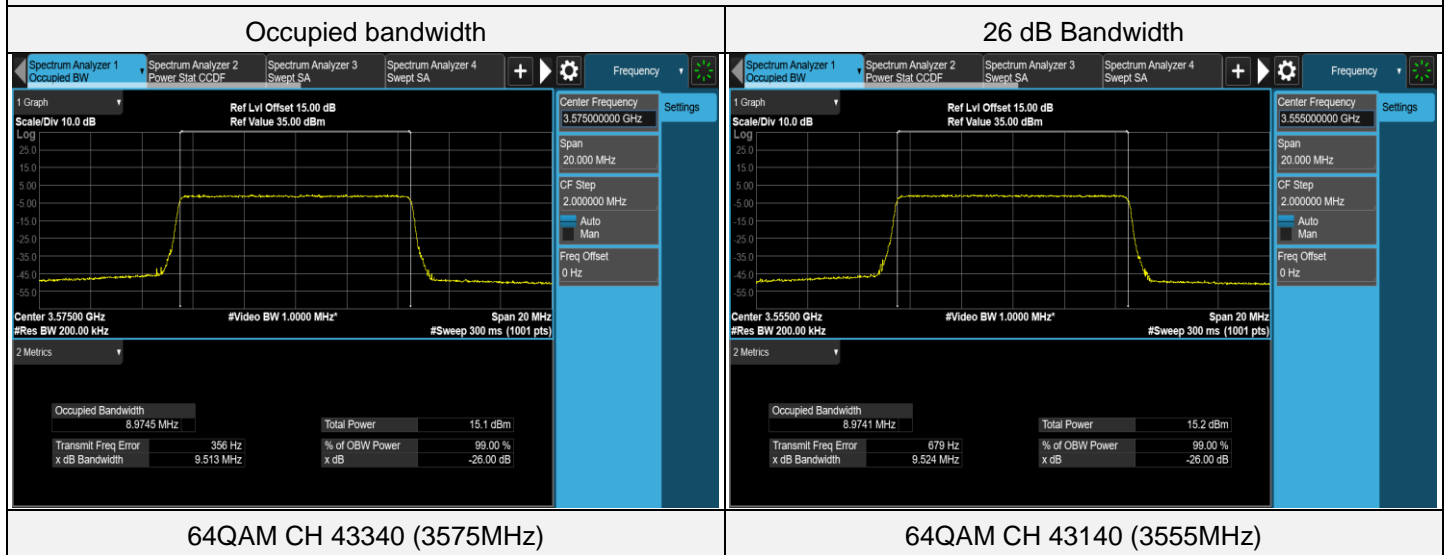 Occupied bandwidth
26 dB Bandwidth
Spectrum Analyzer 1
Occupied BW
Spectrum Analyzer 2
Power Stat CCDF
Spectrum Analyzer 3
Swept SA
Spectrum Analyzer 4
Swept SA
+
Frequency
1 Graph
Scale/Div 10.0 dB
Ref Lvl Offset 15.00 dB
Ref Value 35.00 dBm
Log
25.0
15.0
5.00
-5.00
-15.0
-25.0
-35.0
-45.0
-55.0
Center 3.57500 GHz
#Res BW 200.00 kHz
#Video BW 1.0000 MHz*
Span 20 MHz
#Sweep 300 ms (1001 pts)
Center Frequency
3.575000000 GHz
Settings
Span
20.000 MHz
CF Step
2.000000 MHz
Auto
Man
Freq Offset
0 Hz
2 Metrics
Occupied Bandwidth
8.9745 MHz
Total Power 15.1 dBm
Transmit Freq Error 356 Hz
% of OBW Power 99.00 %
x dB Bandwidth 9.513 MHz
x dB -26.00 dB
Spectrum Analyzer 1
Occupied BW
Spectrum Analyzer 2
Power Stat CCDF
Spectrum Analyzer 3
Swept SA
Spectrum Analyzer 4
Swept SA
+
Frequency
1 Graph
Scale/Div 10.0 dB
Ref Lvl Offset 15.00 dB
Ref Value 35.00 dBm
Log
25.0
15.0
5.00
-5.00
-15.0
-25.0
-35.0
-45.0
-55.0
Center 3.55500 GHz
#Res BW 200.00 kHz
#Video BW 1.0000 MHz*
Span 20 MHz
#Sweep 300 ms (1001 pts)
Center Frequency
3.555000000 GHz
Settings
Span
20.000 MHz
CF Step
2.000000 MHz
Auto
Man
Freq Offset
0 Hz
2 Metrics
Occupied Bandwidth
8.9741 MHz
Total Power 15.2 dBm
Transmit Freq Error 679 Hz
% of OBW Power 99.00 %
x dB Bandwidth 9.524 MHz
x dB -26.00 dB
64QAM CH 43340 (3575MHz)
64QAM CH 43140 (3555MHz)